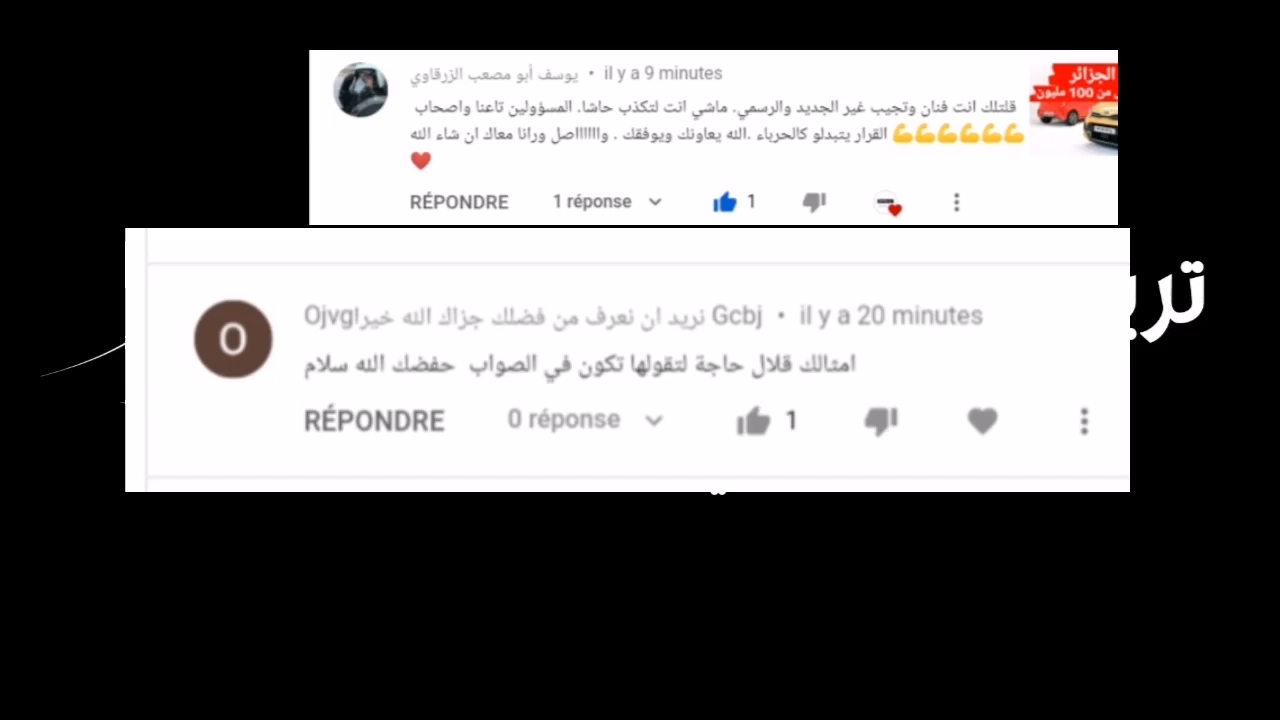 يوسف أبو مصعب الزرقاوي • il y a 9 minutes
الجزائر
من 100 مليون
قلتلك انت فنان وتجيب غير الجديد والرسمي. ماشي انت لتكذب حاشا. المسؤولين تاعنا واصحاب
القرار يتبدلو كالحرباء .الله يعاونك ويوفقك . واااااااصل ورانا معاك ان شاء الله 💪💪💪💪💪💪
❤️
RÉPONDRE 1 réponse 1
Ojvgنريد ان نعرف من فضلك جزاك الله خيرا Gcbj • il y a 20 minutes
امثالك قلال حاجة لتقولها تكون في الصواب حفضك الله سلام
RÉPONDRE 0 réponse 1